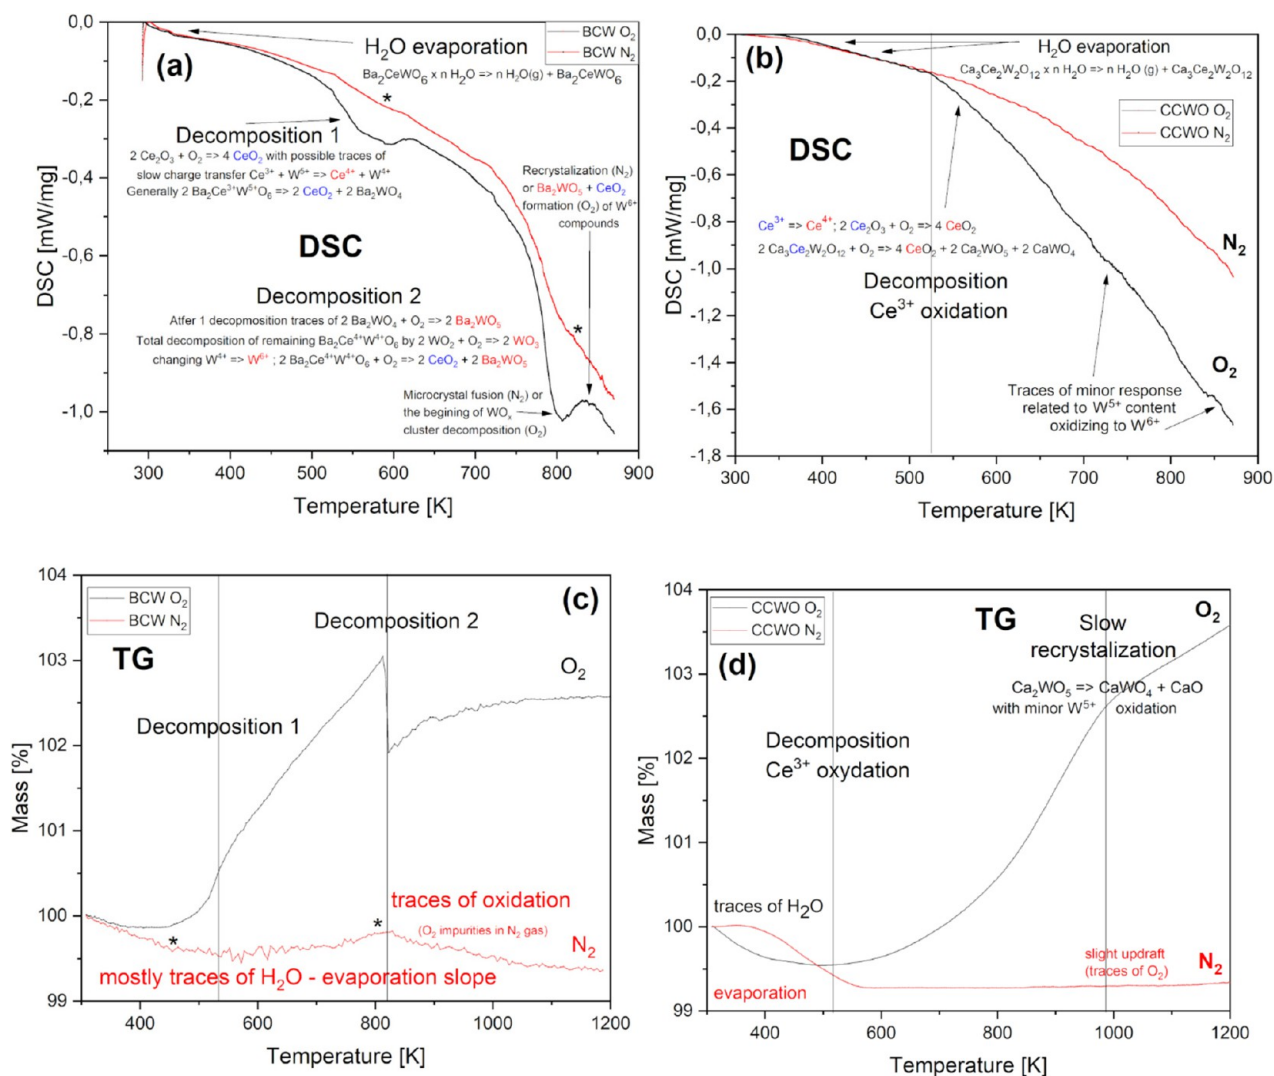 (a)
BCW O₂
BCW N₂
H₂O evaporation
Ba₂CeWO₆ x n H₂O => n H₂O(g) + Ba₂CeWO₆
*
Decomposition 1
2 Ce₂O₃ + O₂ => 4 CeO₂ with possible traces of
slow charge transfer Ce³⁺ + W⁵⁺ => Ce⁴⁺ + W⁴⁺
Generally 2 Ba₂Ce³⁺W⁵⁺O₆ => 2 CeO₂ + 2 Ba₂WO₄
Recrystalization (N₂)
or Ba₂WO₅ + CeO₂
formation (O₂) of W⁶⁺
compounds
DSC
Decomposition 2
Atfer 1 decopmosition traces of 2 Ba₂WO₄ + O₂ => 2 Ba₂WO₅
Total decomposition of remaining Ba₂Ce⁴⁺W⁴⁺O₆ by 2 WO₂ + O₂ => 2 WO₃
changing W⁴⁺ => W⁶⁺ ; 2 Ba₂Ce⁴⁺W⁴⁺O₆ + O₂ => 2 CeO₂ + 2 Ba₂WO₅
*
Microcrystal fusion (N₂) or
the begining of WOₓ
cluster decomposition (O₂)
0,0
-0,2
-0,4
-0,6
-0,8
-1,0
DSC [mW/mg]
200 300 400 500 600 700 800 900
Temperature [K]
(b)
H₂O evaporation
Ca₃Ce₂W₂O₁₂ x n H₂O => n H₂O (g) + Ca₃Ce₂W₂O₁₂
CCWO O₂
CCWO N₂
DSC
Ce³⁺ => Ce⁴⁺; 2 Ce₂O₃ + O₂ => 4 CeO₂
2 Ca₃Ce₂W₂O₁₂ + O₂ => 4 CeO₂ + 2 Ca₂WO₅ + 2 CaWO₄
N₂
Decomposition
Ce³⁺ oxidation
O₂
Traces of minor response
related to W⁵⁺ content
oxidizing to W⁶⁺
0,0
-0,2
-0,4
-0,6
-0,8
-1,0
-1,2
-1,4
-1,6
-1,8
DSC [mW/mg]
300 400 500 600 700 800 900
Temperature [K]
BCW O₂
BCW N₂
(c)
TG
Decomposition 2
O₂
Decomposition 1
traces of oxidation
(O₂ impurities in N₂ gas)
*
*
N₂
mostly traces of H₂O - evaporation slope
104
103
102
101
100
99
Mass [%]
400 600 800 1000 1200
Temperature [K]
CCWO O₂
CCWO N₂
(d)
TG
O₂
Slow
recrystalization
Ca₂WO₅ => CaWO₄ + CaO
with minor W⁵⁺ oxidation
Decomposition
Ce³⁺ oxydation
traces of H₂O
slight updraft
(traces of O₂)
N₂
evaporation
104
103
102
101
100
99
Mass [%]
400 600 800 1000 1200
Temperature [K]